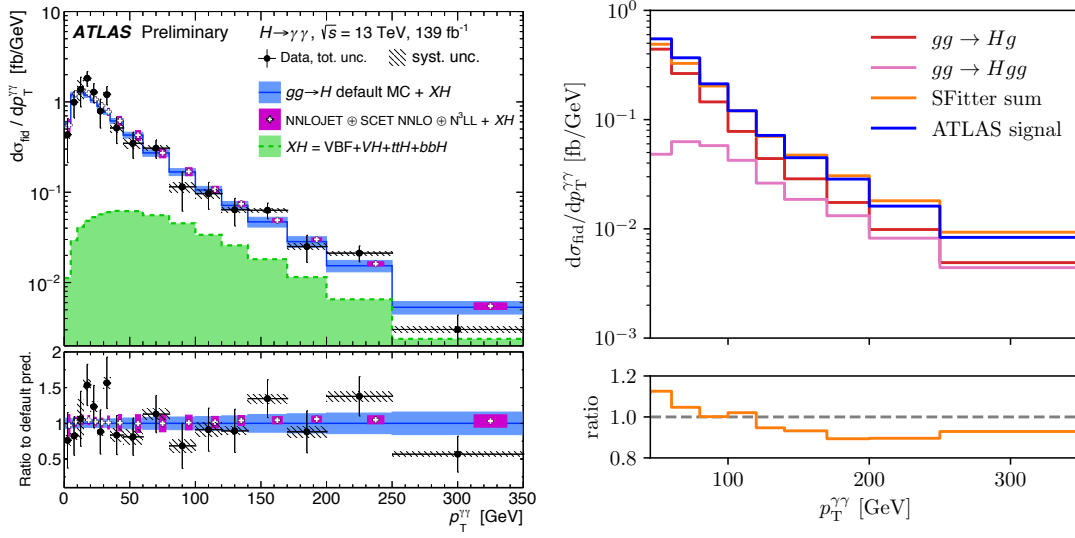 ATLAS Preliminary
H→γγ, √s = 13 TeV, 139 fb⁻¹
Data, tot. unc.
syst. unc.
gg→H default MC + XH
NNLOJET ⊕ SCET NNLO ⊕ N³LL + XH
XH = VBF+VH+ttH+bbH
dσ_fid / dp_T^γγ [fb/GeV]
10
1
10⁻¹
10⁻²
Ratio to default pred.
2
1.5
1
0.5
0 50 100 150 200 250 300 350
p_T^γγ [GeV]
gg → Hg
gg → Hgg
SFitter sum
ATLAS signal
dσ_fid/dp_T^γγ [fb/GeV]
10⁰
10⁻¹
10⁻²
10⁻³
ratio
1.2
1.0
0.8
100 200 300
p_T^γγ [GeV]